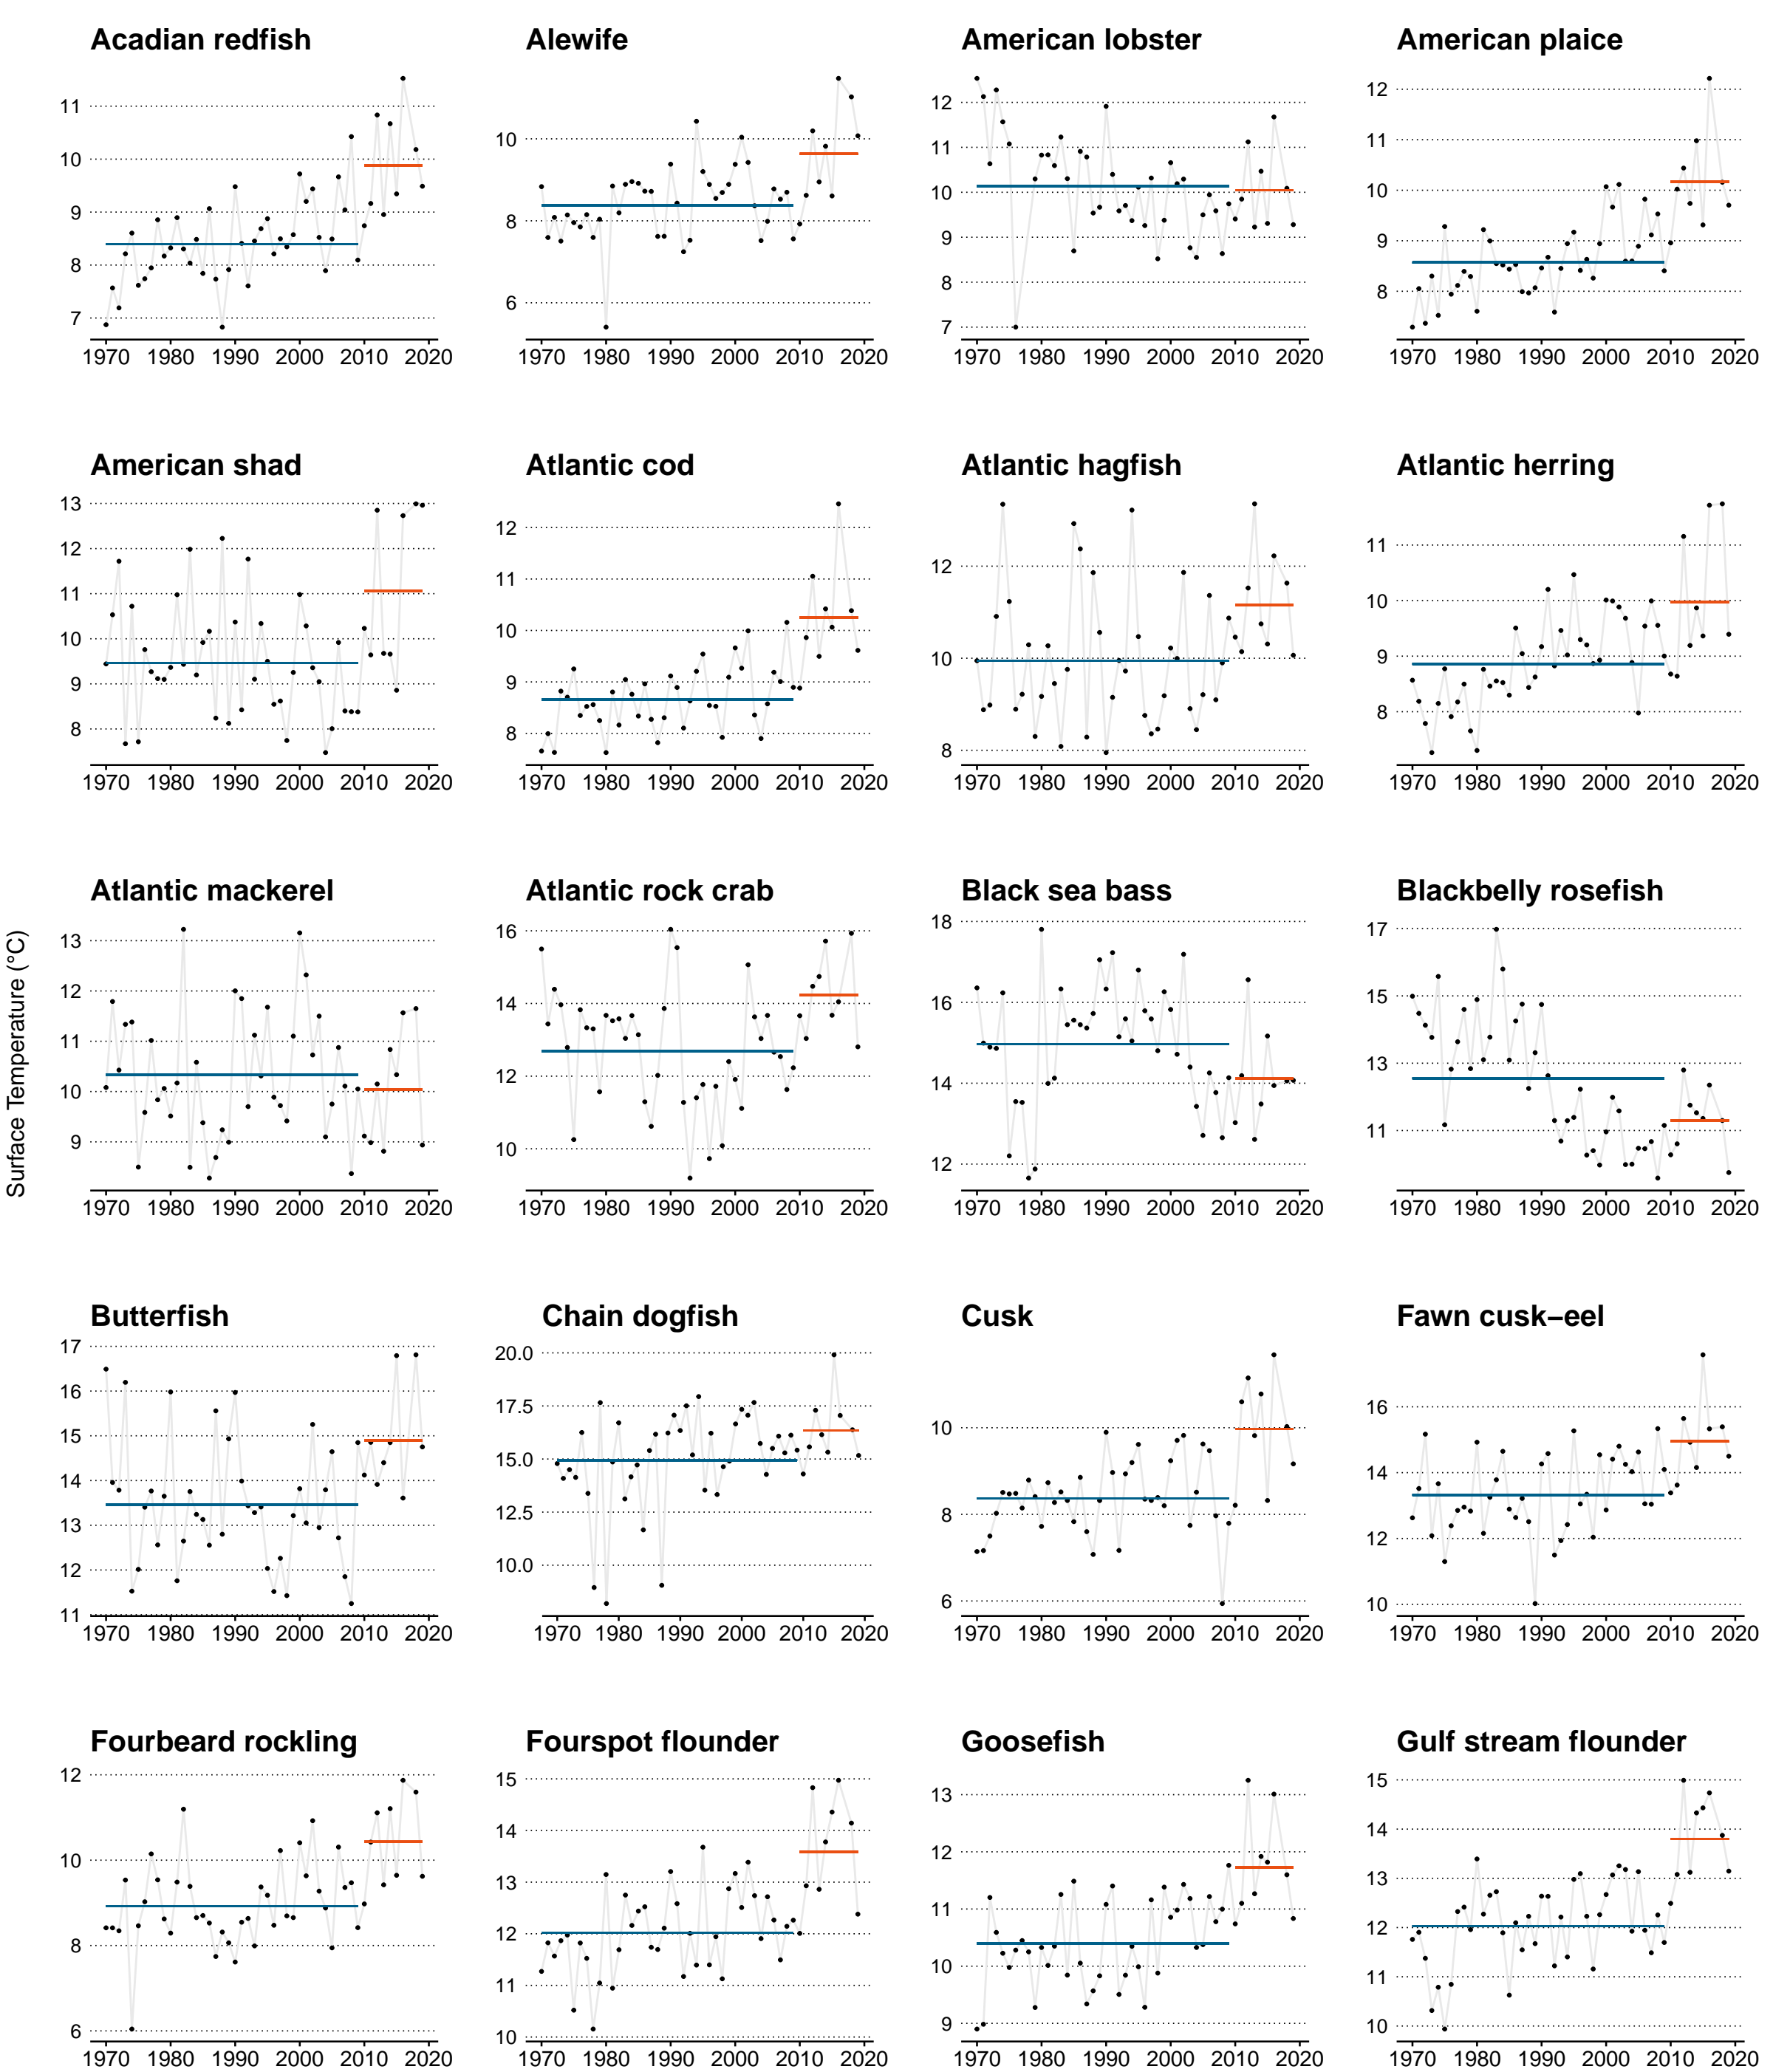 Acadian redfish
Alewife
American lobster
American plaice
11
10
9
8
7
10
8
6
12
11
10
9
8
7
12
11
10
9
8
1970 1980 1990 2000 2010 2020
1970 1980 1990 2000 2010 2020
1970 1980 1990 2000 2010 2020
1970 1980 1990 2000 2010 2020
American shad
Atlantic cod
Atlantic hagfish
Atlantic herring
13
12
11
10
9
8
12
11
10
9
8
12
10
8
11
10
9
8
1970 1980 1990 2000 2010 2020
1970 1980 1990 2000 2010 2020
1970 1980 1990 2000 2010 2020
1970 1980 1990 2000 2010 2020
Surface Temperature (°C)
Atlantic mackerel
Atlantic rock crab
Black sea bass
Blackbelly rosefish
13
12
11
10
9
16
14
12
10
18
16
14
12
17
15
13
11
1970 1980 1990 2000 2010 2020
1970 1980 1990 2000 2010 2020
1970 1980 1990 2000 2010 2020
1970 1980 1990 2000 2010 2020
Butterfish
Chain dogfish
Cusk
Fawn cusk−eel
17
16
15
14
13
12
11
20.0
17.5
15.0
12.5
10.0
10
8
6
16
14
12
10
1970 1980 1990 2000 2010 2020
1970 1980 1990 2000 2010 2020
1970 1980 1990 2000 2010 2020
1970 1980 1990 2000 2010 2020
Fourbeard rockling
Fourspot flounder
Goosefish
Gulf stream flounder
12
10
8
6
15
14
13
12
11
10
13
12
11
10
9
15
14
13
12
11
10
1970 1980 1990 2000 2010 2020
1970 1980 1990 2000 2010 2020
1970 1980 1990 2000 2010 2020
1970 1980 1990 2000 2010 2020